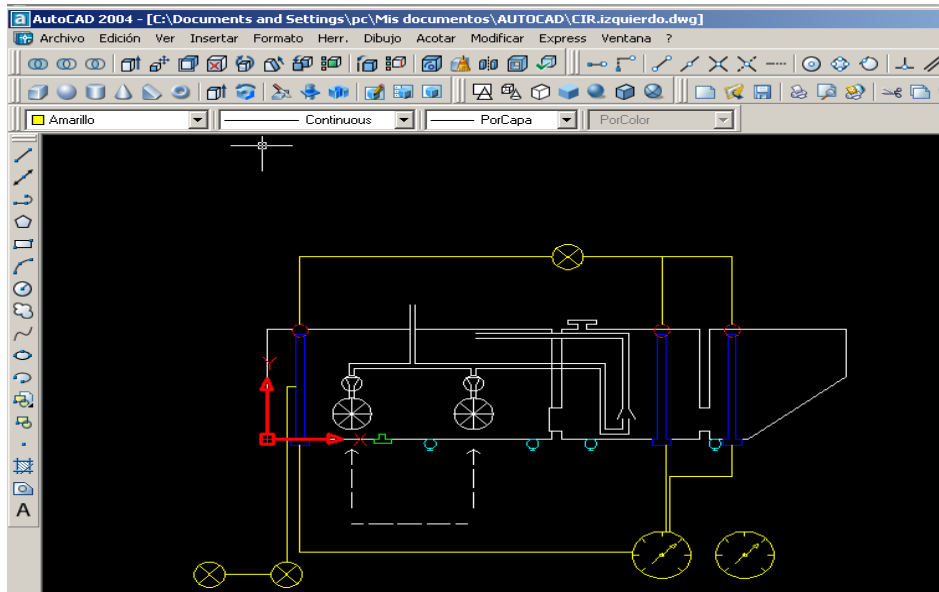 AutoCAD 2004 - [C:\Documents and Settings\pc\Mis documentos\AUTOCAD\CIR.izquierdo.dwg]
Archivo Edición Ver Insertar Formato Herr. Dibujo Acotar Modificar Express Ventana ?
Amarillo Continuous PorCapa PorColor
A
Y
X